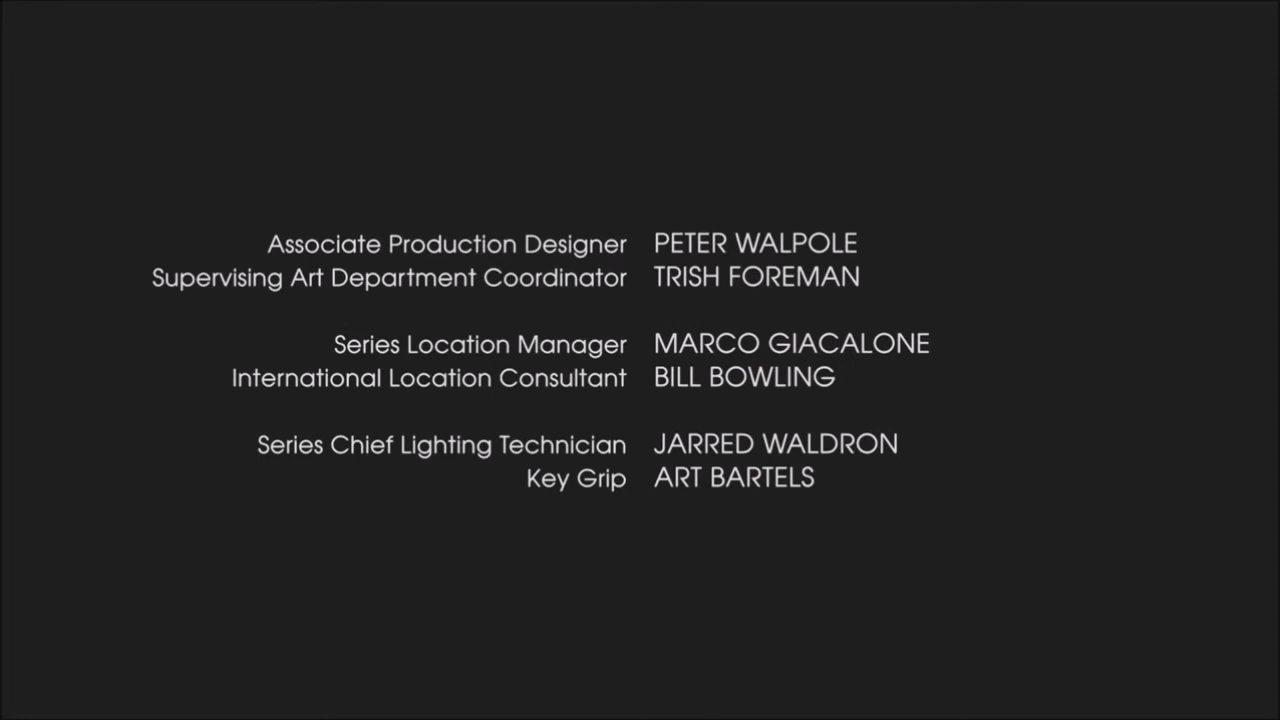 Associate Production Designer PETER WALPOLE
Supervising Art Department Coordinator TRISH FOREMAN
Series Location Manager MARCO GIACALONE
International Location Consultant BILL BOWLING
Series Chief Lighting Technician JARRED WALDRON
Key Grip ART BARTELS